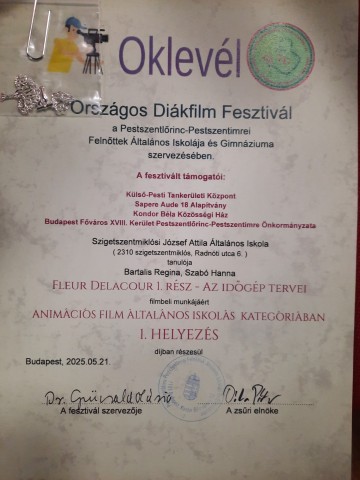 Oklevél
Országos Diákfilm Fesztivál
a Pestszentlőrinc-Pestszentimrei
Felnőttek Általános Iskolája és Gimnáziuma
szervezésében.
A fesztivált támogatói:
Külső-Pesti Tankerületi Központ
Sapere Aude 18 Alapítvány
Kondor Béla Közösségi Ház
Budapest Főváros XVIII. Kerület Pestszentlőrinc-Pestszentimre Önkormányzata
Szigetszentmiklósi József Attila Általános Iskola
( 2310 szigetszentmiklós, Radnóti utca 6. )
tanulója
Bartalis Regina, Szabó Hanna
Fleur Delacour 1. rész - Az időgép tervei
filmbeli munkájáért
animációs film általános iskolás kategóriában
1. helyezés
díjban részesül
Budapest, 2025.05.21.
A fesztivál szervezője
A zsűri elnöke